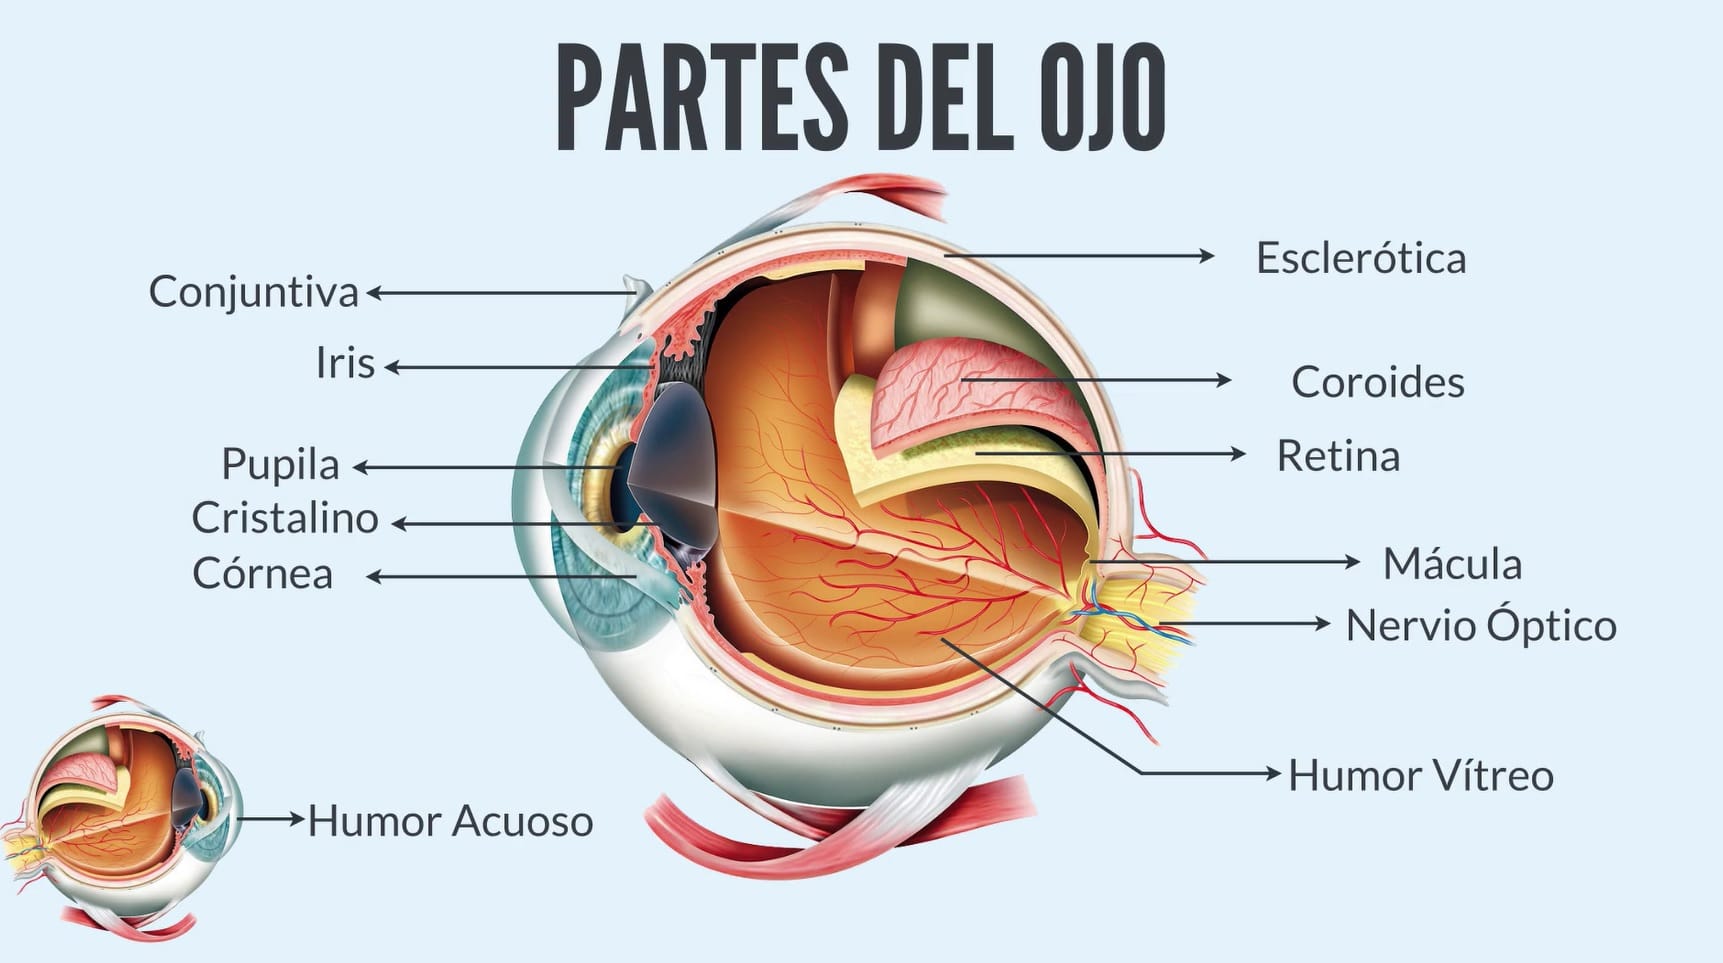 PARTES DEL OJO
Conjuntiva
Iris
Pupila
Cristalino
Córnea
Esclerótica
Coroides
Retina
Mácula
Nervio Óptico
Humor Vítreo
Humor Acuoso